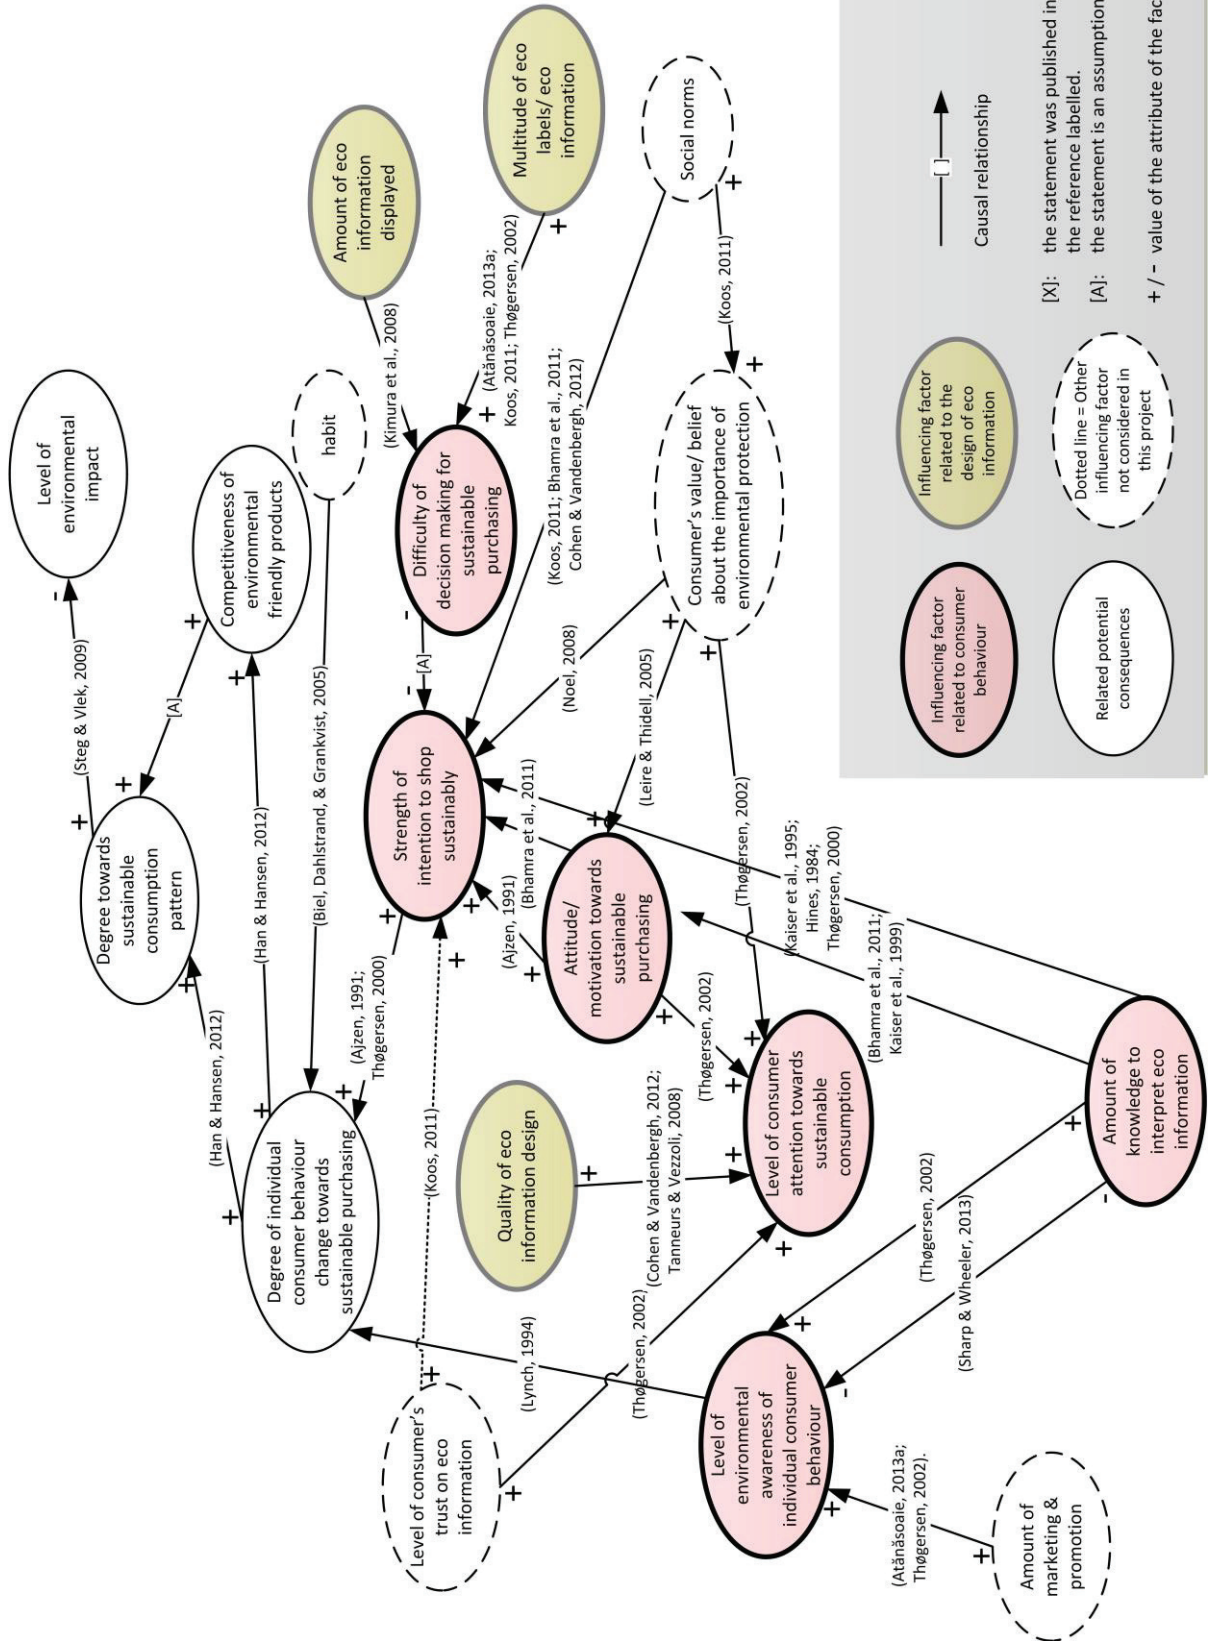 Level of
environmental
impact
(Steg & Vlek, 2009)
-
+
Degree towards
sustainable
consumption
pattern
+
+
[A]
+
Competitiveness of
environmental
friendly products
+
(Han & Hansen, 2012)
(Han & Hansen, 2012)
+
+
Degree of individual
consumer behaviour
change towards
sustainable purchasing
+
(Biel, Dahlstrand, & Grankvist, 2005)
habit
Amount of eco
information
displayed
(Kimura et al., 2008)
Multitude of eco
labels/ eco
information
+
+
(Atănăsoaie, 2013a;
Koos, 2011; Thøgersen, 2002)
Difficulty of
decision making for
sustainable
purchasing
-
[A]
-
Strength of
intention to shop
sustainably
+
(Ajzen, 1991;
Thøgersen, 2000)
Social norms
+
(Koos, 2011; Bhamra et al., 2011;
Cohen & Vandenbergh, 2012)
(Koos, 2011)
+
Consumer's value/ belief
about the importance of
environmental protection
+
+
(Noel, 2008)
(Leire & Thidell, 2005)
(Thøgersen, 2002)
+
Attitude/
motivation towards
sustainable
purchasing
+
+
(Ajzen, 1991)
+
(Bhamra et al., 2011)
(Thøgersen, 2002)
(Kaiser et al., 1995;
Hines, 1984;
Thøgersen, 2000)
(Bhamra et al., 2011;
Kaiser et al., 1999)
Level of consumer's
trust on eco
information
+
+
(Koos, 2011)
+
(Thøgersen, 2002)
Quality of eco
information design
+
(Cohen & Vandenbergh, 2012;
Tanneurs & Vezzoli, 2008)
Level of consumer
attention towards
sustainable
consumption
+
+
+
+
(Lynch, 1994)
Level of
environmental
awareness of
individual consumer
behaviour
+
-
+
(Thøgersen, 2002)
(Sharp & Wheeler, 2013)
Amount of
knowledge to
interpret eco
information
+
-
(Atănăsoaie, 2013a;
Thøgersen, 2002).
+
Amount of
marketing &
promotion
Influencing factor
related to consumer
behaviour
Influencing factor
related to the
design of eco
information
[ ]
Causal relationship
Related potential
consequences
Dotted line = Other
influencing factor
not considered in
this project
[X]: the statement was published in
the reference labelled.
[A]: the statement is an assumption
+ / - value of the attribute of the fac